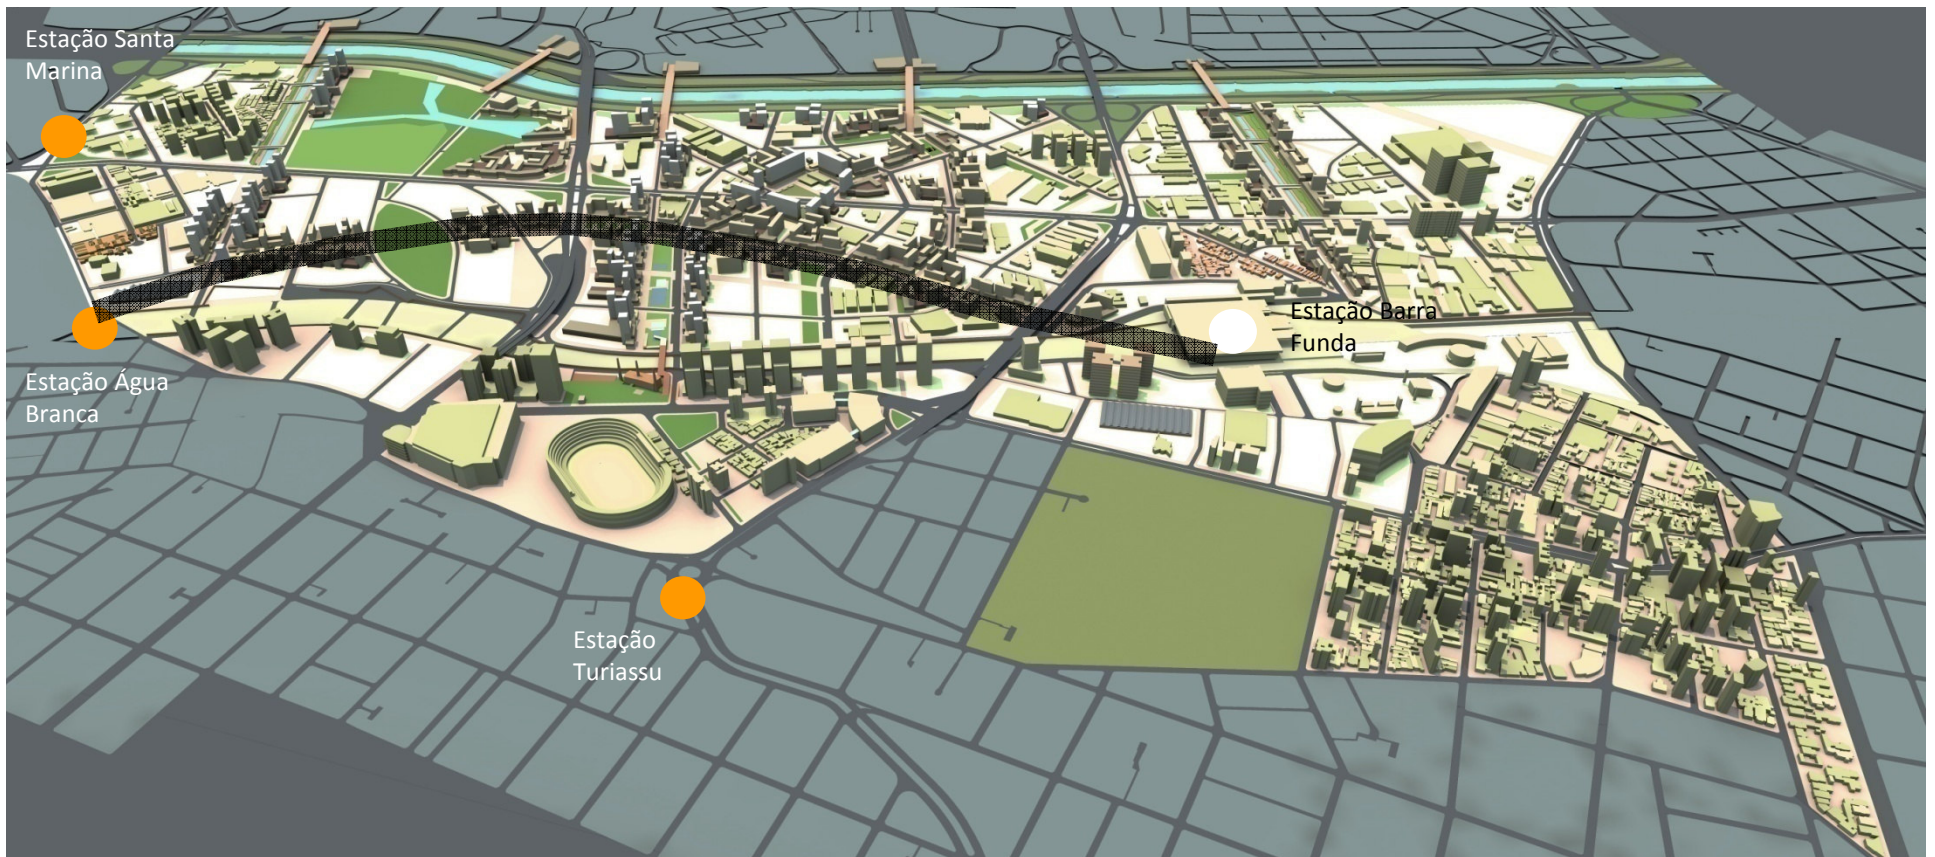 Estação Santa
Marina
Estação Barra
Funda
Estação Água
Branca
Estação
Turiassu